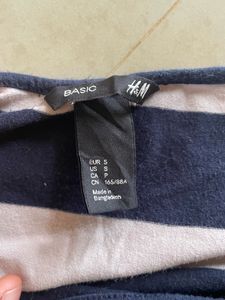 BASIC
H&M
EUR S
US S
CA P
CN 165/88A
Made in
Bangladesh